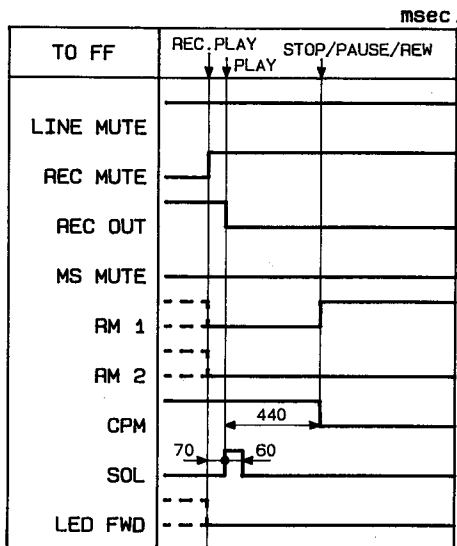 msec.
TO FF
REC.PLAY
PLAY
STOP/PAUSE/REW
LINE MUTE
REC MUTE
REC OUT
MS MUTE
RM 1
RM 2
CPM
440
SOL
70
60
LED FWD